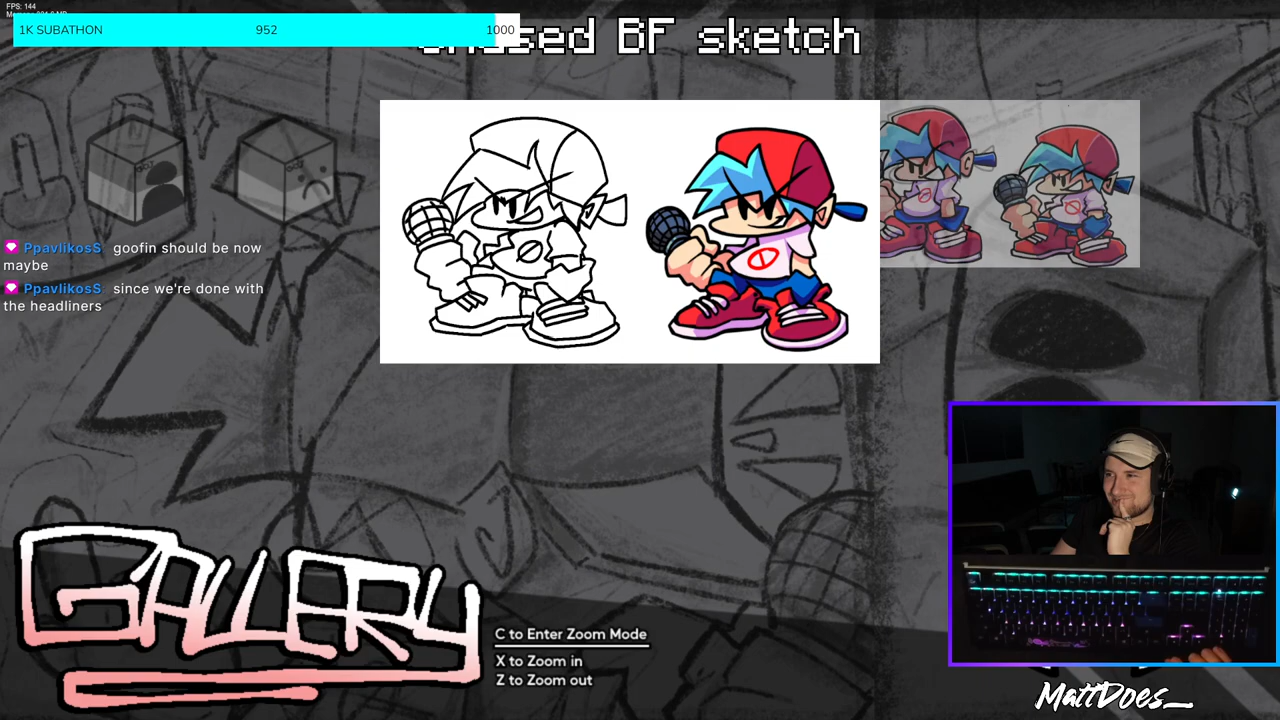 FPS: 144
1K SUBATHON 952 1000
BF sketch
PpavlikosS goofin should be now
maybe
PpavlikosS since we're done with
the headliners
GALLERY
C to Enter Zoom Mode
X to Zoom in
Z to Zoom out
MattDoes_